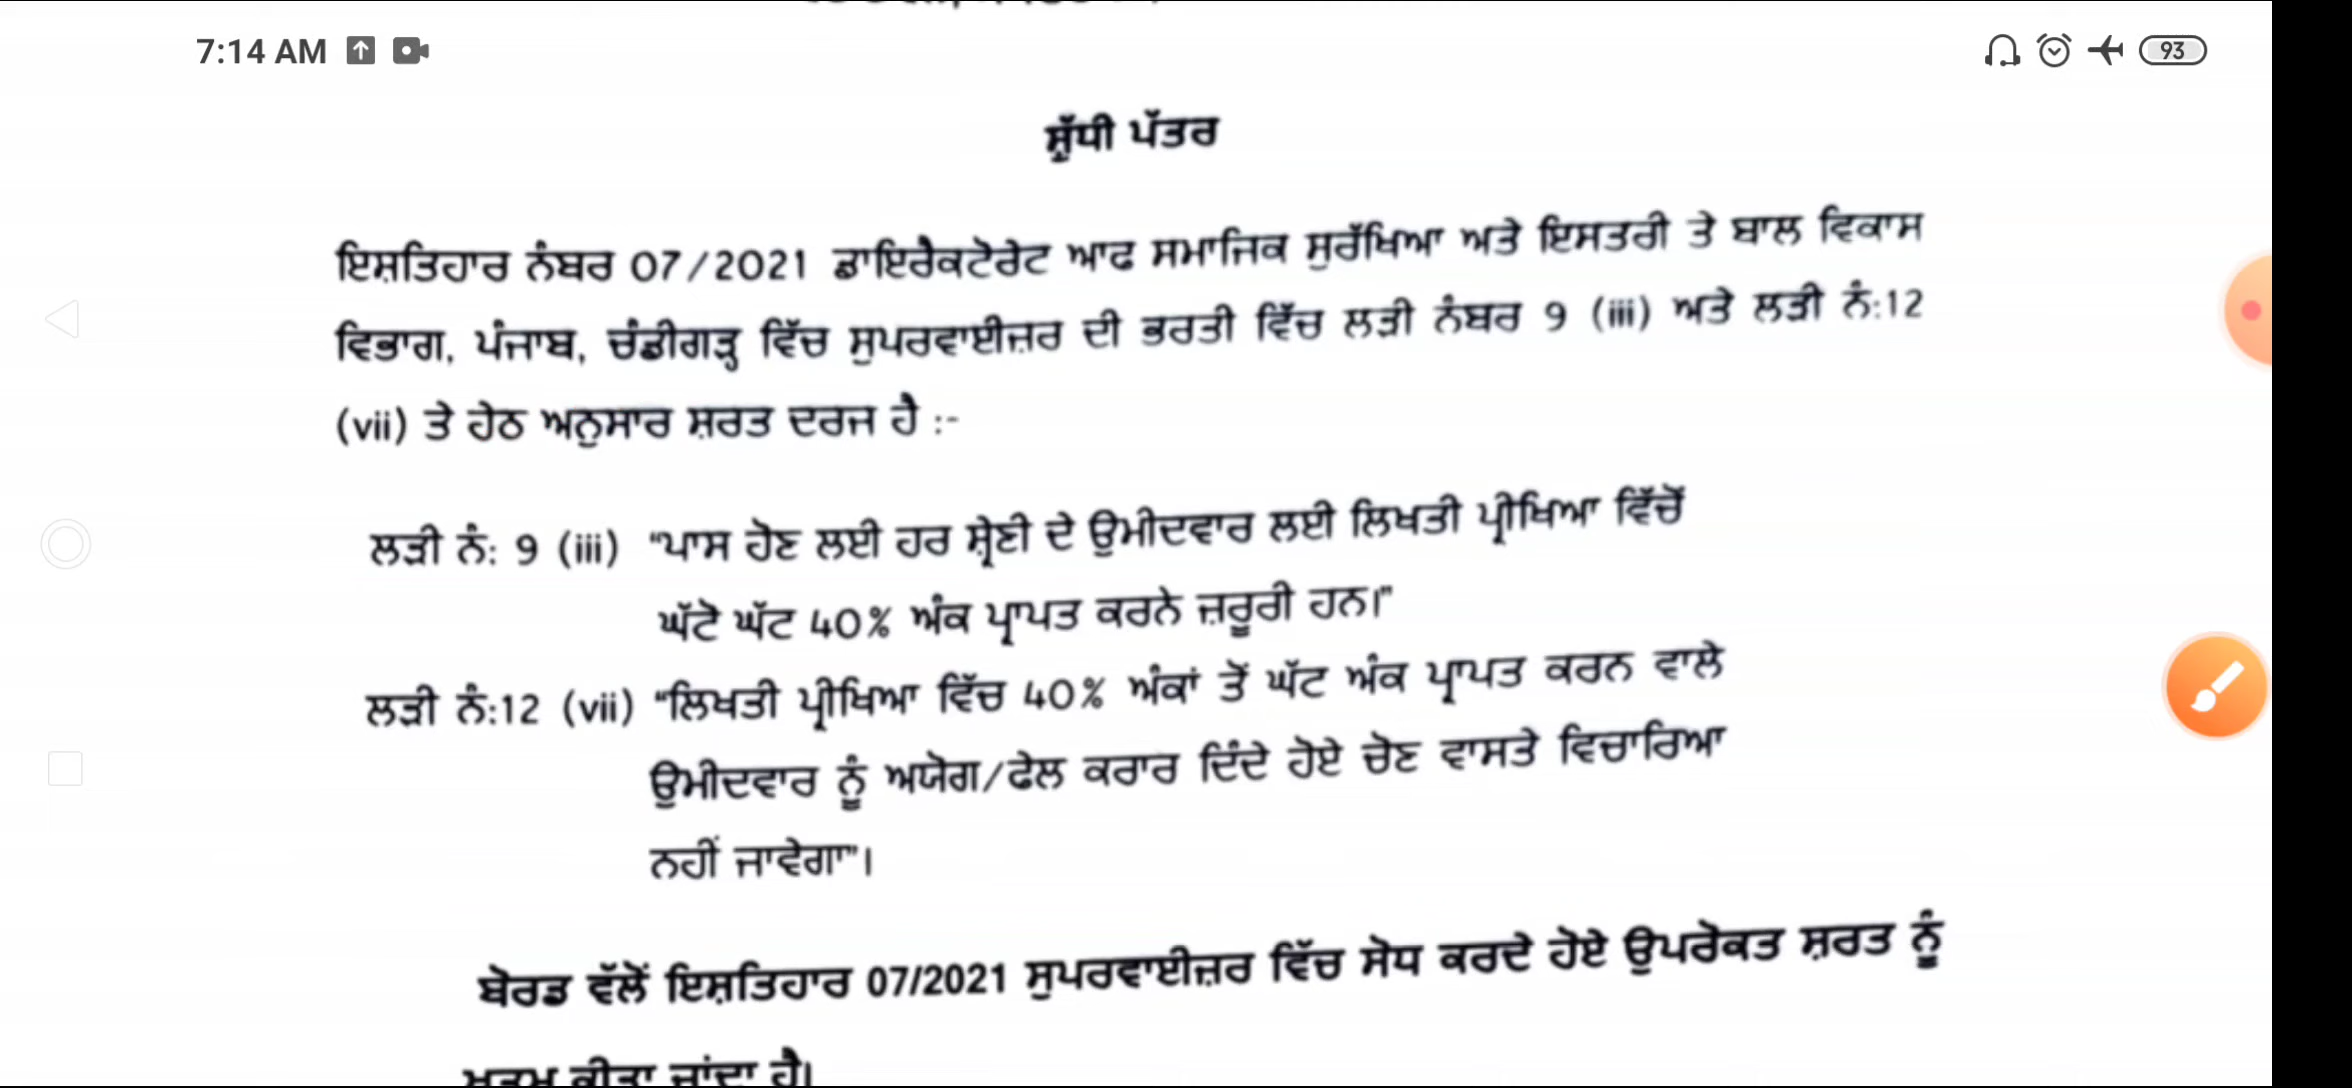 7:14 AM
93
ਸ਼ੁੱਧੀ ਪੱਤਰ
ਇਸ਼ਤਿਹਾਰ ਨੰਬਰ 07/2021 ਡਾਇਰੈਕਟੋਰੇਟ ਆਫ ਸਮਾਜਿਕ ਸੁਰੱਖਿਆ ਅਤੇ ਇਸਤਰੀ ਤੇ ਬਾਲ ਵਿਕਾਸ
ਵਿਭਾਗ, ਪੰਜਾਬ, ਚੰਡੀਗੜ੍ਹ ਵਿੱਚ ਸੁਪਰਵਾਈਜ਼ਰ ਦੀ ਭਰਤੀ ਵਿੱਚ ਲੜੀ ਨੰਬਰ 9 (iii) ਅਤੇ ਲੜੀ ਨੰ:12
(vii) ਤੇ ਹੇਠ ਅਨੁਸਾਰ ਸ਼ਰਤ ਦਰਜ ਹੈ :-
ਲੜੀ ਨੰ: 9 (iii) "ਪਾਸ ਹੋਣ ਲਈ ਹਰ ਸ਼੍ਰੇਣੀ ਦੇ ਉਮੀਦਵਾਰ ਲਈ ਲਿਖਤੀ ਪ੍ਰੀਖਿਆ ਵਿੱਚੋਂ
ਘੱਟੋ ਘੱਟ 40% ਅੰਕ ਪ੍ਰਾਪਤ ਕਰਨੇ ਜ਼ਰੂਰੀ ਹਨ।"
ਲੜੀ ਨੰ:12 (vii) "ਲਿਖਤੀ ਪ੍ਰੀਖਿਆ ਵਿੱਚ 40% ਅੰਕਾਂ ਤੋਂ ਘੱਟ ਅੰਕ ਪ੍ਰਾਪਤ ਕਰਨ ਵਾਲੇ
ਉਮੀਦਵਾਰ ਨੂੰ ਅਯੋਗ/ਫੇਲ ਕਰਾਰ ਦਿੰਦੇ ਹੋਏ ਚੋਣ ਵਾਸਤੇ ਵਿਚਾਰਿਆ
ਨਹੀਂ ਜਾਵੇਗਾ"।
ਬੋਰਡ ਵੱਲੋਂ ਇਸ਼ਤਿਹਾਰ 07/2021 ਸੁਪਰਵਾਈਜ਼ਰ ਵਿੱਚ ਸੋਧ ਕਰਦੇ ਹੋਏ ਉਪਰੋਕਤ ਸ਼ਰਤ ਨੂੰ
ਖਤਮ ਕੀਤਾ ਜਾਂਦਾ ਹੈ।